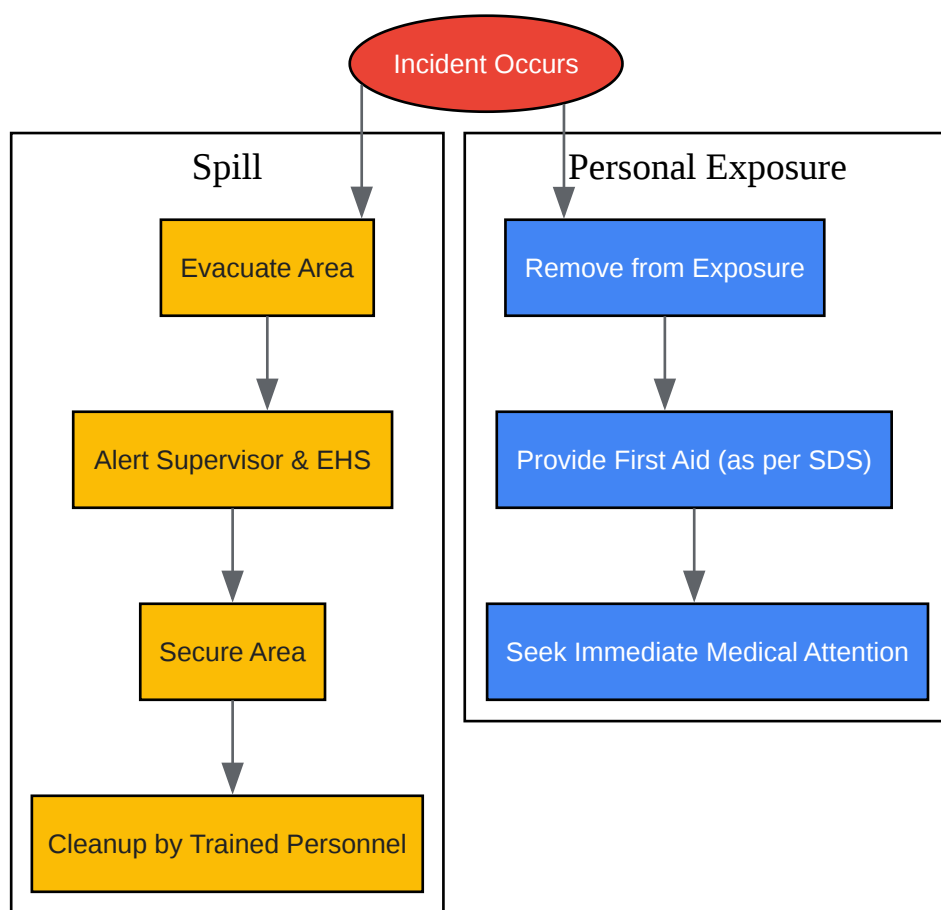 Incident Occurs
Spill
Evacuate Area
Alert Supervisor & EHS
Secure Area
Cleanup by Trained Personnel
Personal Exposure
Remove from Exposure
Provide First Aid (as per SDS)
Seek Immediate Medical Attention